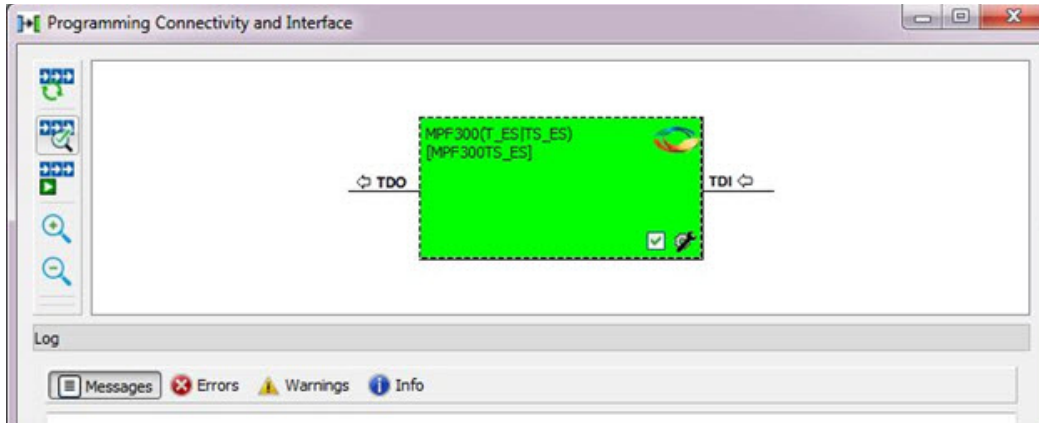 Programming Connectivity and Interface
MPF300(T_ES|TS_ES)
[MPF300TS_ES]
TDO
TDI
Log
Messages Errors Warnings Info